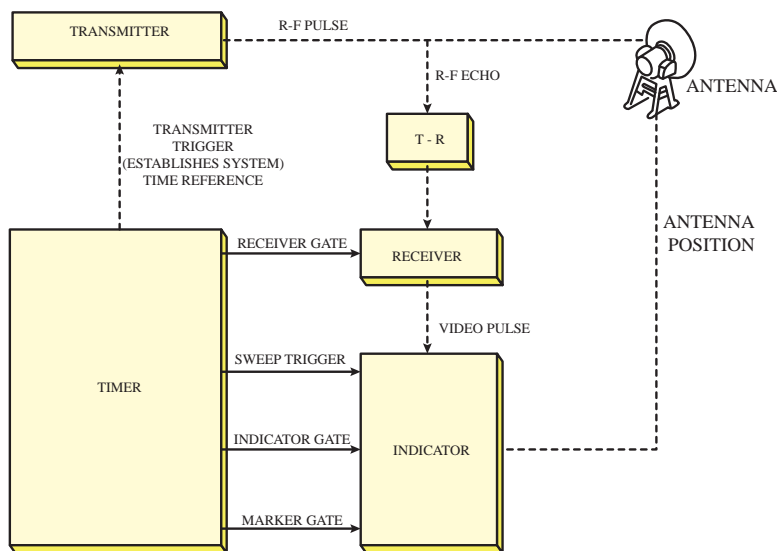 TRANSMITTER
R-F PULSE
R-F ECHO
ANTENNA
T - R
TRANSMITTER
TRIGGER
(ESTABLISHES SYSTEM)
TIME REFERENCE
ANTENNA
POSITION
RECEIVER GATE
RECEIVER
VIDEO PULSE
SWEEP TRIGGER
TIMER
INDICATOR GATE
INDICATOR
MARKER GATE